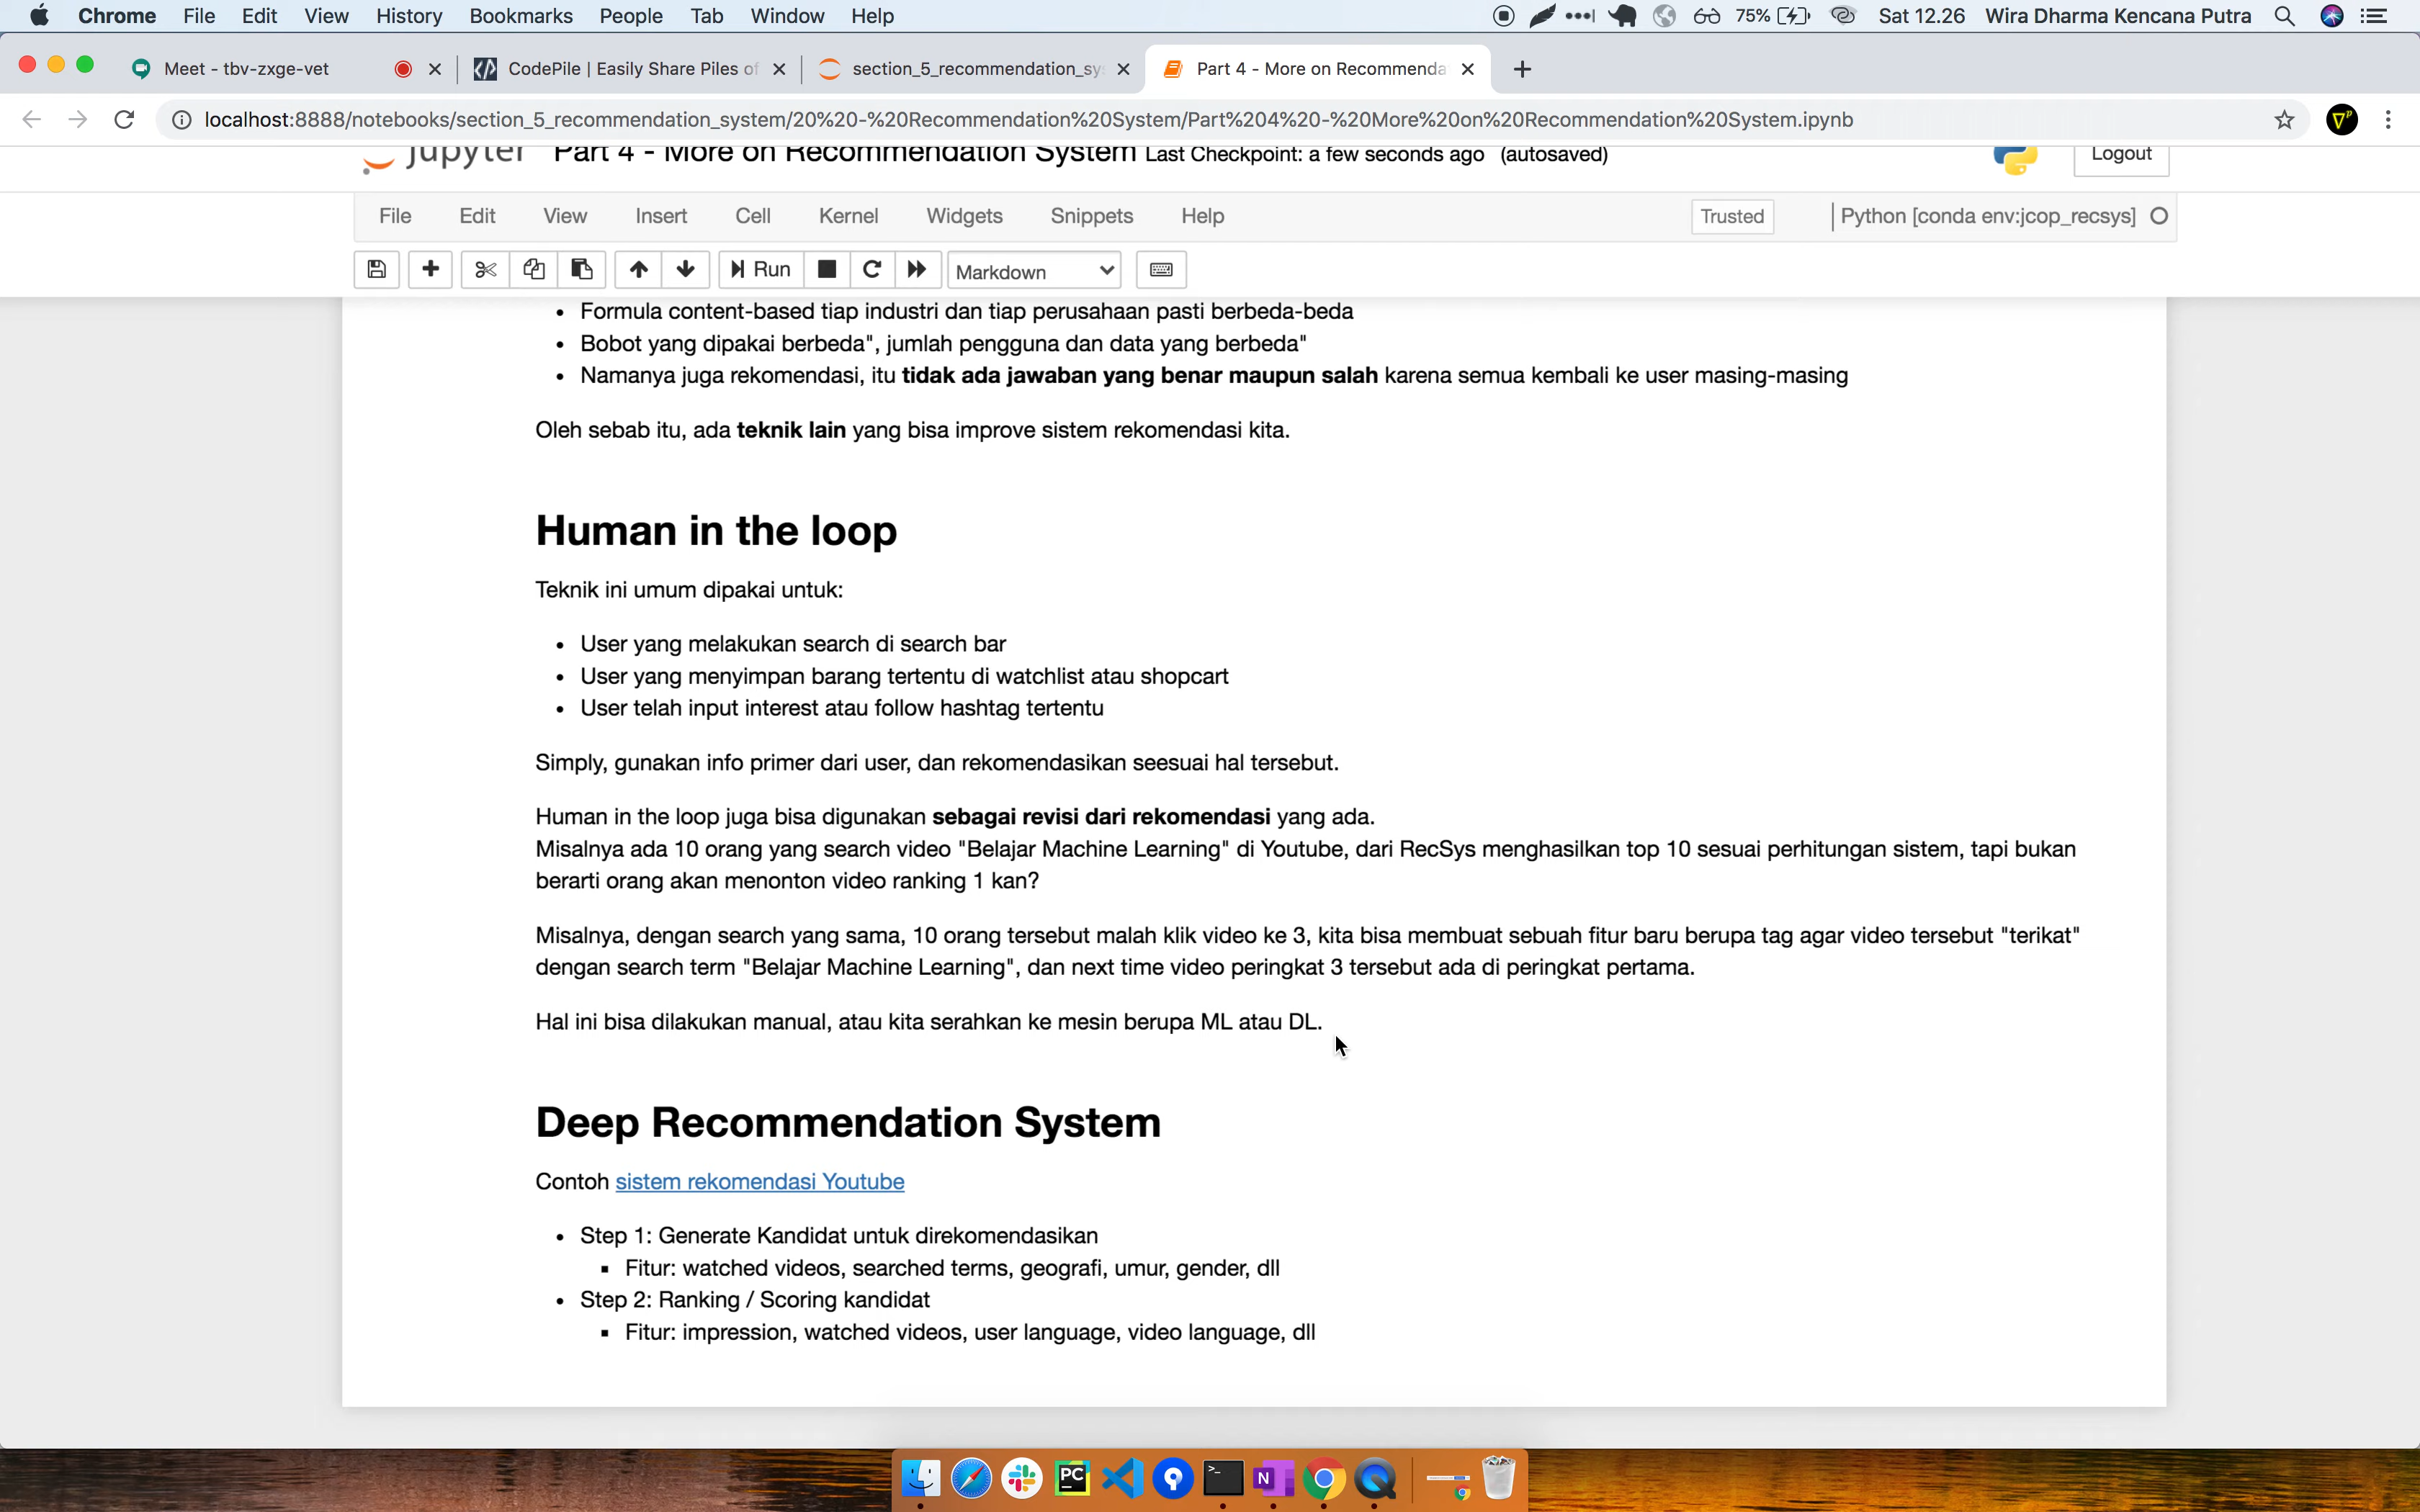 Chrome File Edit View History Bookmarks People Tab Window Help 75% Sat 12.26 Wira Dharma Kencana Putra
Meet - tbv-zxge-vet CodePile | Easily Share Piles of section_5_recommendation_sy Part 4 - More on Recommenda
localhost:8888/notebooks/section_5_recommendation_system/20%20-%20Recommendation%20System/Part%204%20-%20More%20on%20Recommendation%20System.ipynb
jupyter Part 4 - More on Recommendation System Last Checkpoint: a few seconds ago (autosaved) Logout
File Edit View Insert Cell Kernel Widgets Snippets Help Trusted Python [conda env:jcop_recsys]
Run Markdown
• Formula content-based tiap industri dan tiap perusahaan pasti berbeda-beda
• Bobot yang dipakai berbeda", jumlah pengguna dan data yang berbeda"
• Namanya juga rekomendasi, itu tidak ada jawaban yang benar maupun salah karena semua kembali ke user masing-masing
Oleh sebab itu, ada teknik lain yang bisa improve sistem rekomendasi kita.
Human in the loop
Teknik ini umum dipakai untuk:
• User yang melakukan search di search bar
• User yang menyimpan barang tertentu di watchlist atau shopcart
• User telah input interest atau follow hashtag tertentu
Simply, gunakan info primer dari user, dan rekomendasikan seesuai hal tersebut.
Human in the loop juga bisa digunakan sebagai revisi dari rekomendasi yang ada.
Misalnya ada 10 orang yang search video "Belajar Machine Learning" di Youtube, dari RecSys menghasilkan top 10 sesuai perhitungan sistem, tapi bukan
berarti orang akan menonton video ranking 1 kan?
Misalnya, dengan search yang sama, 10 orang tersebut malah klik video ke 3, kita bisa membuat sebuah fitur baru berupa tag agar video tersebut "terikat"
dengan search term "Belajar Machine Learning", dan next time video peringkat 3 tersebut ada di peringkat pertama.
Hal ini bisa dilakukan manual, atau kita serahkan ke mesin berupa ML atau DL.
Deep Recommendation System
Contoh sistem rekomendasi Youtube
• Step 1: Generate Kandidat untuk direkomendasikan
▪ Fitur: watched videos, searched terms, geografi, umur, gender, dll
• Step 2: Ranking / Scoring kandidat
▪ Fitur: impression, watched videos, user language, video language, dll